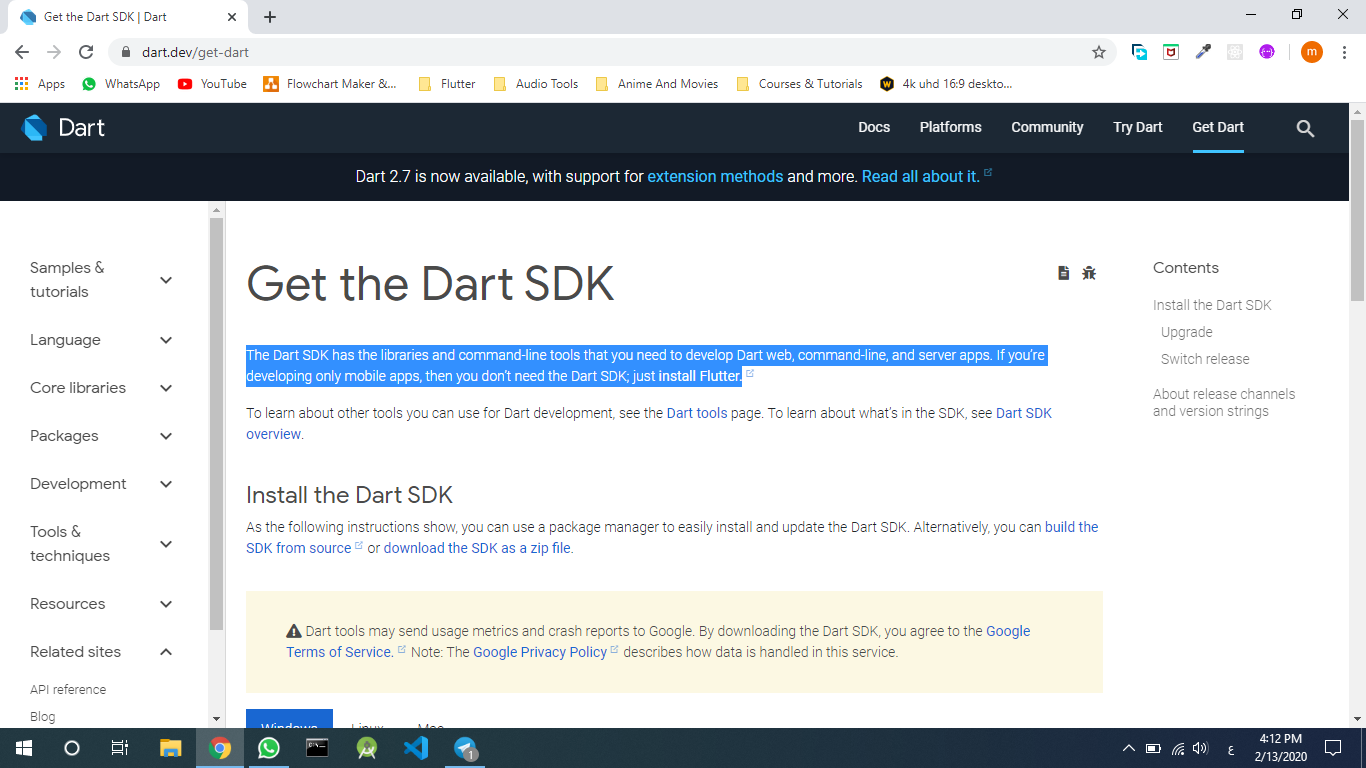 Get the Dart SDK | Dart
dart.dev/get-dart
m
Apps
WhatsApp
YouTube
Flowchart Maker &...
Flutter
Audio Tools
Anime And Movies
Courses & Tutorials
4k uhd 16:9 deskto...
Dart
Docs
Platforms
Community
Try Dart
Get Dart
Dart 2.7 is now available, with support for extension methods and more. Read all about it.
Samples &
tutorials
Language
Core libraries
Packages
Development
Tools &
techniques
Resources
Related sites
API reference
Blog
Get the Dart SDK
The Dart SDK has the libraries and command-line tools that you need to develop Dart web, command-line, and server apps. If you're
developing only mobile apps, then you don't need the Dart SDK; just install Flutter.
To learn about other tools you can use for Dart development, see the Dart tools page. To learn about what's in the SDK, see Dart SDK
overview.
Install the Dart SDK
As the following instructions show, you can use a package manager to easily install and update the Dart SDK. Alternatively, you can build the
SDK from source or download the SDK as a zip file.
Dart tools may send usage metrics and crash reports to Google. By downloading the Dart SDK, you agree to the Google
Terms of Service. Note: The Google Privacy Policy describes how data is handled in this service.
Windows
Linux
Mac
Contents
Install the Dart SDK
Upgrade
Switch release
About release channels
and version strings
1
ع
4:12 PM
2/13/2020